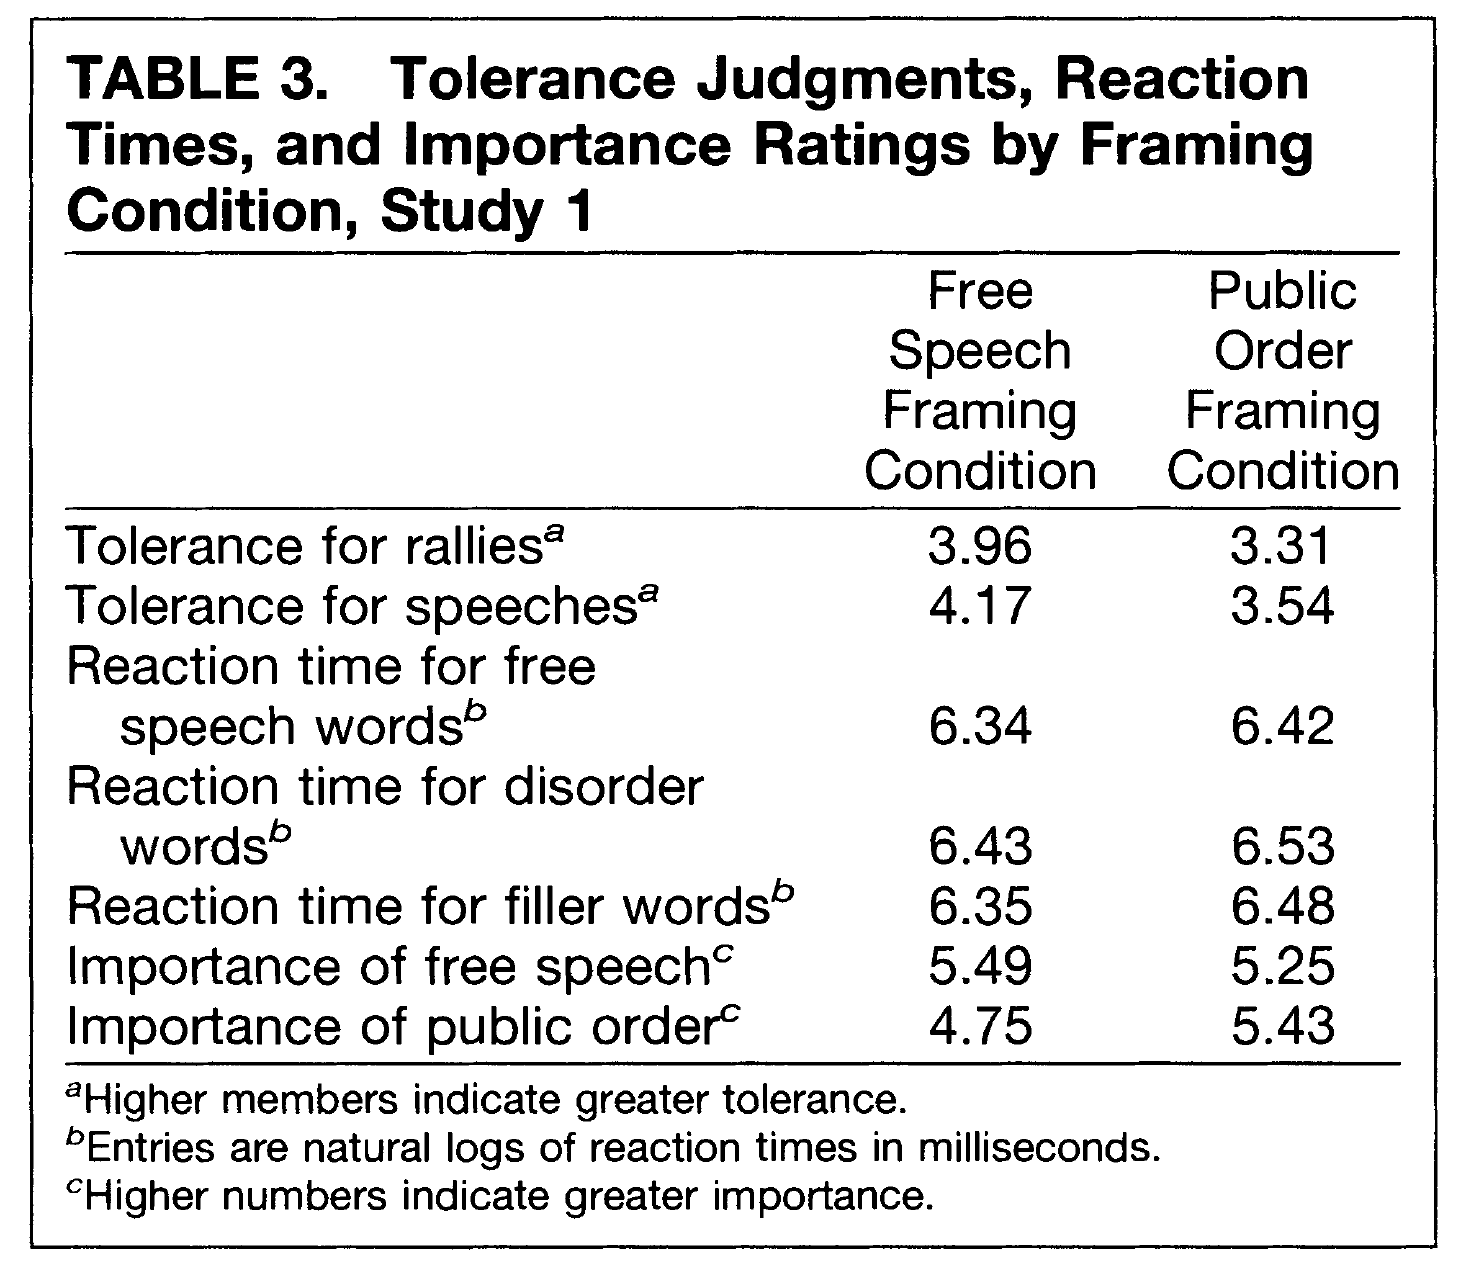 TABLE 3. Tolerance Judgments, Reaction
Times, and Importance Ratings by Framing
Condition, Study 1
Free Public
Speech Order
Framing Framing
Condition Condition
Tolerance for rallies^a 3.96 3.31
Tolerance for speeches^a 4.17 3.54
Reaction time for free
speech words^b 6.34 6.42
Reaction time for disorder
words^b 6.43 6.53
Reaction time for filler words^b 6.35 6.48
Importance of free speech^c 5.49 5.25
Importance of public order^c 4.75 5.43
^aHigher members indicate greater tolerance.
^bEntries are natural logs of reaction times in milliseconds.
^cHigher numbers indicate greater importance.